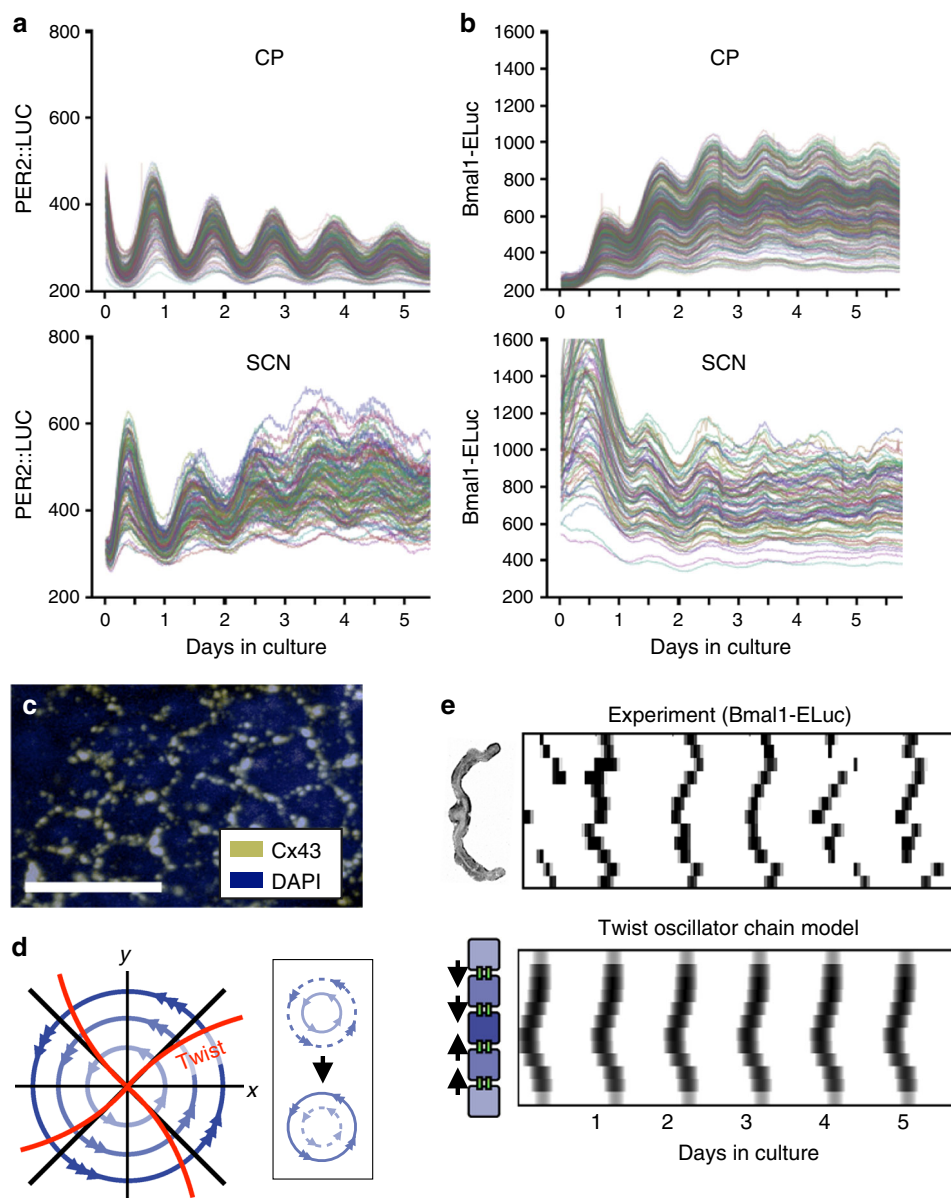 a
800
600
400
200
PER2::LUC
CP
0 1 2 3 4 5
b
1600
1400
1200
1000
800
600
400
200
Bmal1-ELuc
CP
0 1 2 3 4 5
800
600
400
200
PER2::LUC
SCN
0 1 2 3 4 5
Days in culture
1600
1400
1200
1000
800
600
400
200
Bmal1-ELuc
SCN
0 1 2 3 4 5
Days in culture
c
Cx43
DAPI
d
y
x
Twist
e
Experiment (Bmal1-ELuc)
Twist oscillator chain model
1 2 3 4 5
Days in culture